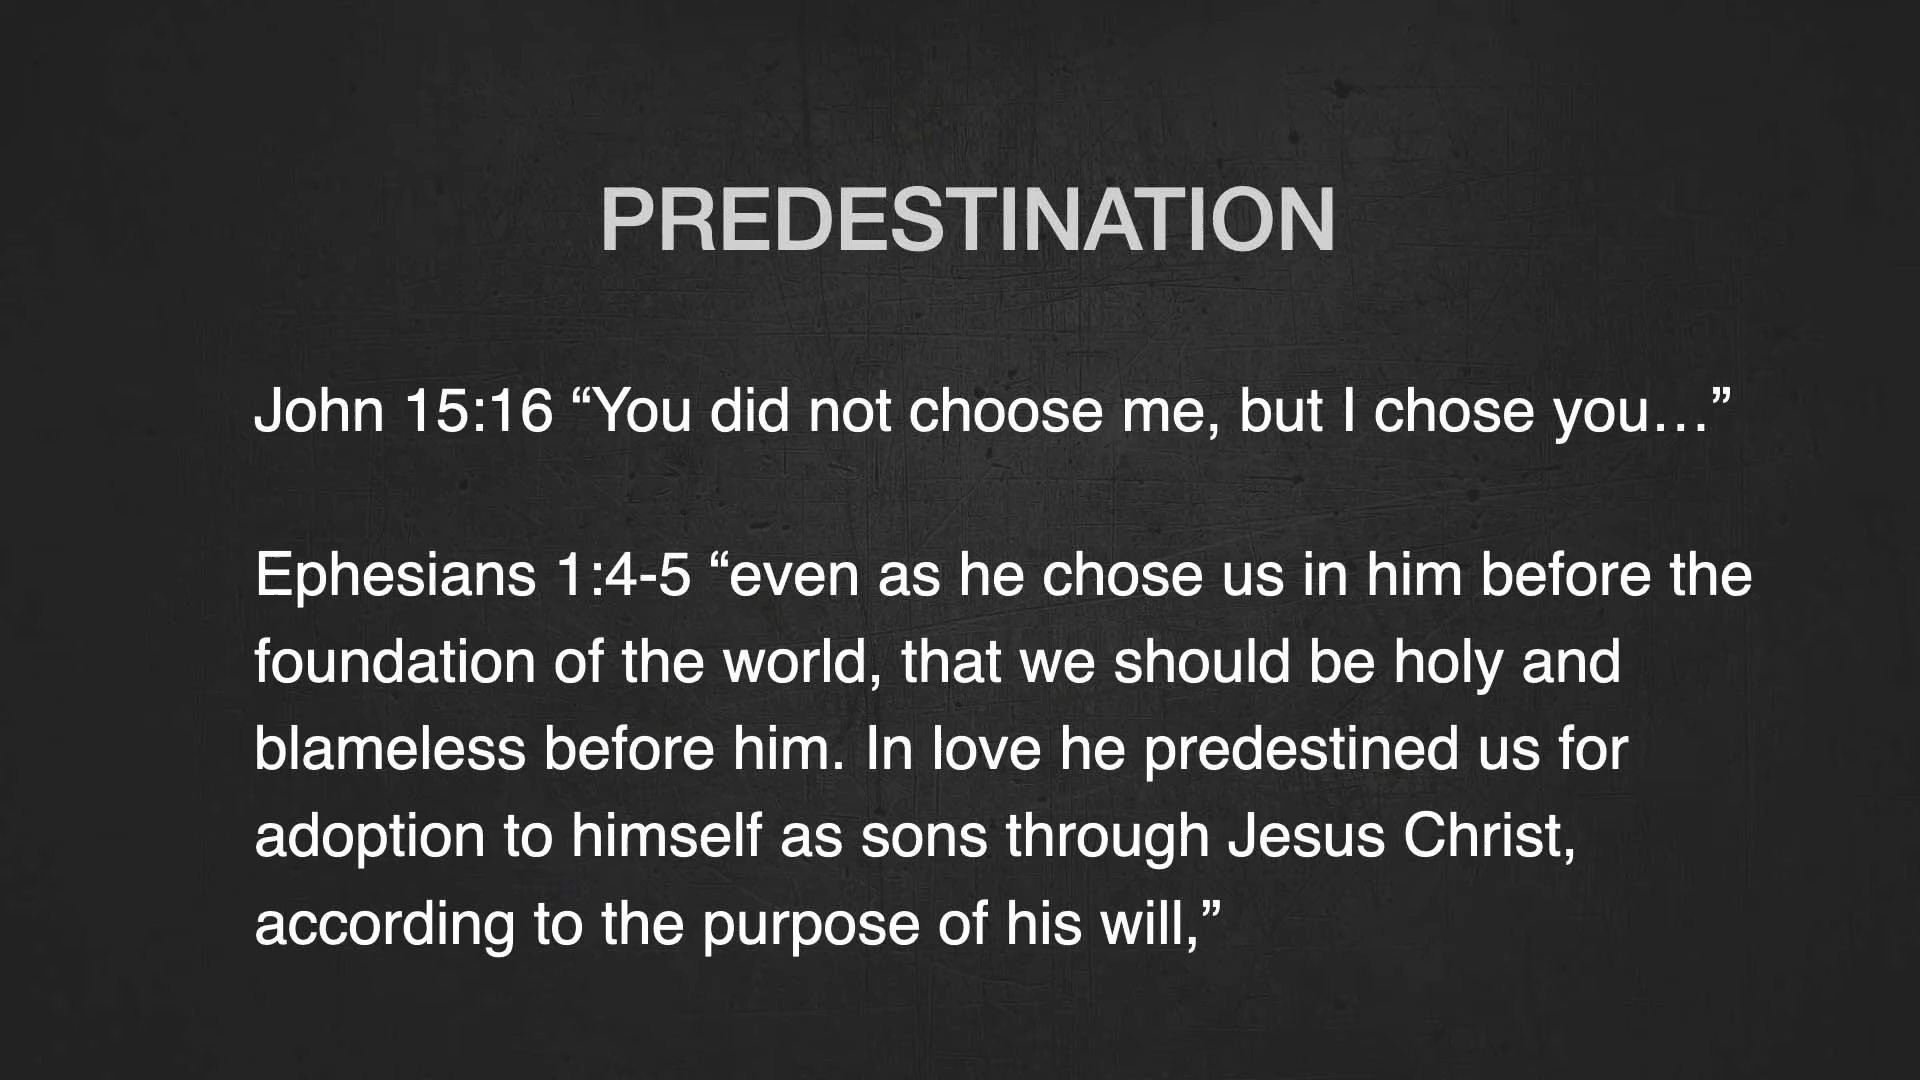 PREDESTINATION
John 15:16 “You did not choose me, but I chose you…”
Ephesians 1:4-5 “even as he chose us in him before the
foundation of the world, that we should be holy and
blameless before him. In love he predestined us for
adoption to himself as sons through Jesus Christ,
according to the purpose of his will,”